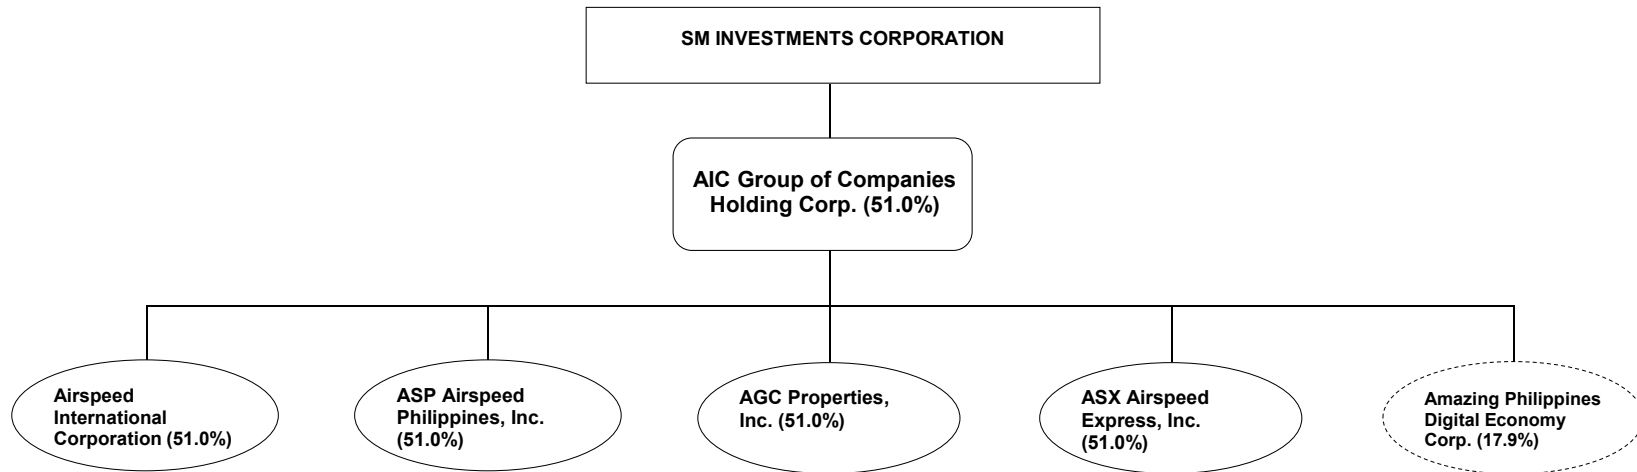 SM INVESTMENTS CORPORATION
AIC Group of Companies
Holding Corp. (51.0%)
Airspeed
International
Corporation (51.0%)
ASP Airspeed
Philippines, Inc.
(51.0%)
AGC Properties,
Inc. (51.0%)
ASX Airspeed
Express, Inc.
(51.0%)
Amazing Philippines
Digital Economy
Corp. (17.9%)